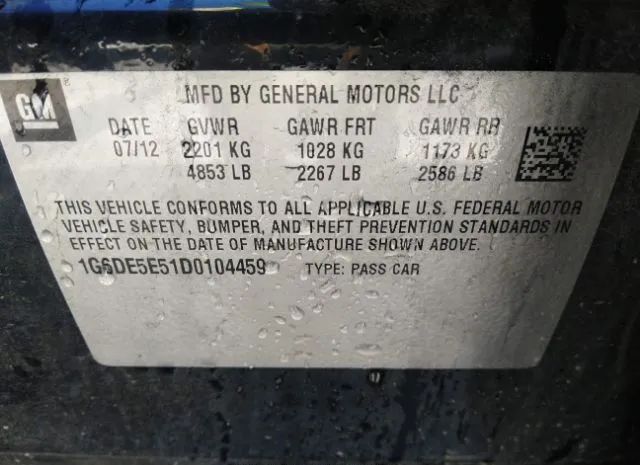 GM
MFD BY GENERAL MOTORS LLC
DATE GVWR GAWR FRT GAWR RR
07/12 2201 KG 1028 KG 1173 KG
4853 LB 2267 LB 2586 LB
THIS VEHICLE CONFORMS TO ALL APPLICABLE U.S. FEDERAL MOTOR
VEHICLE SAFETY, BUMPER, AND THEFT PREVENTION STANDARDS IN
EFFECT ON THE DATE OF MANUFACTURE SHOWN ABOVE.
1G6DE5E51D0104459 TYPE: PASS CAR